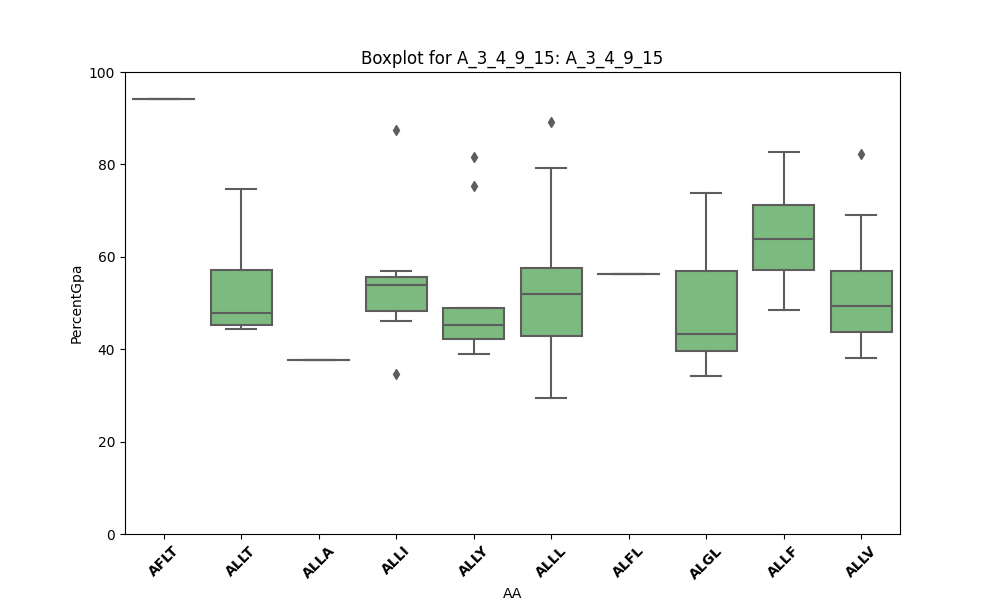 Boxplot for A_3_4_9_15: A_3_4_9_15
100
80
60
40
20
0
PercentGpa
AFLT
ALLT
ALLA
ALLI
ALLY
ALLL
ALFL
ALGL
ALLF
ALLV
AA